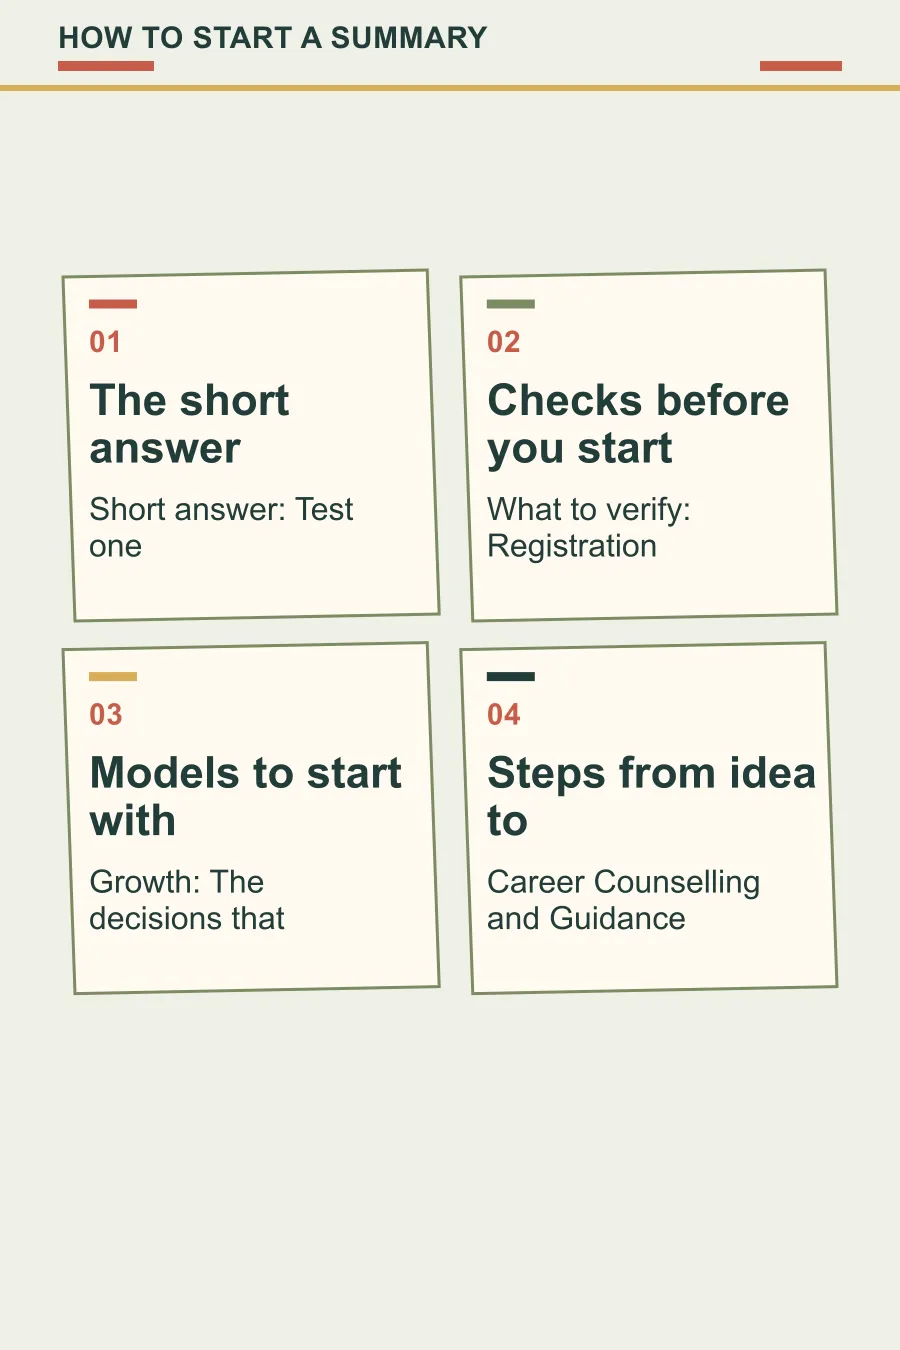 HOW TO START A SUMMARY
01
The short
answer
Short answer: Test
one
02
Checks before
you start
What to verify:
Registration
03
Models to start
with
Growth: The
decisions that
04
Steps from idea
to
Career Counselling
and Guidance